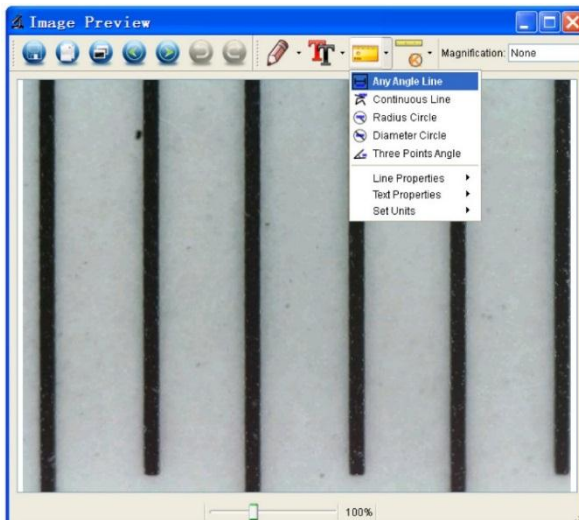 Image Preview
TT
Magnification: None
Any Angle Line
Continuous Line
Radius Circle
Diameter Circle
Three Points Angle
Line Properties
Text Properties
Set Units
100%